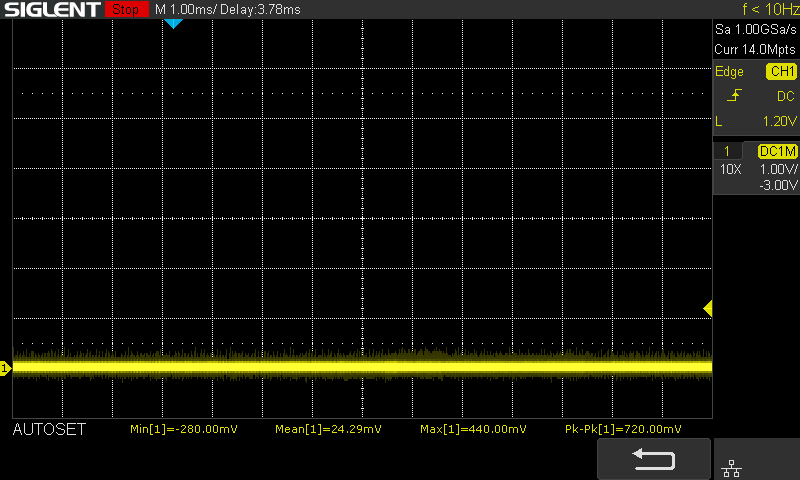 SIGLENT Stop M 1.00ms/ Delay:3.78ms f < 10Hz
Sa 1.00GSa/s
Curr 14.0Mpts
Edge CH1
DC
L 1.20V
1 DC1M
10X 1.00V/
-3.00V
1
AUTOSET Min[1]=-280.00mV Mean[1]=24.29mV Max[1]=440.00mV Pk-Pk[1]=720.00mV